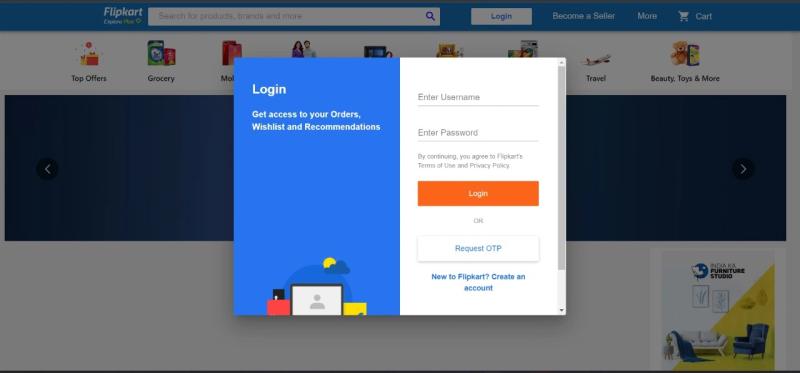 Flipkart
Explore Plus
Search for products, brands and more
Login
Become a Seller
More
Cart
Top Offers
Grocery
Travel
Beauty, Toys & More
Login
Get access to your Orders,
Wishlist and Recommendations
Enter Username
Enter Password
By continuing, you agree to Flipkart's
Terms of Use and Privacy Policy.
Login
OR
Request OTP
New to Flipkart? Create an
account
INDIA KA
FURNITURE
STUDIO